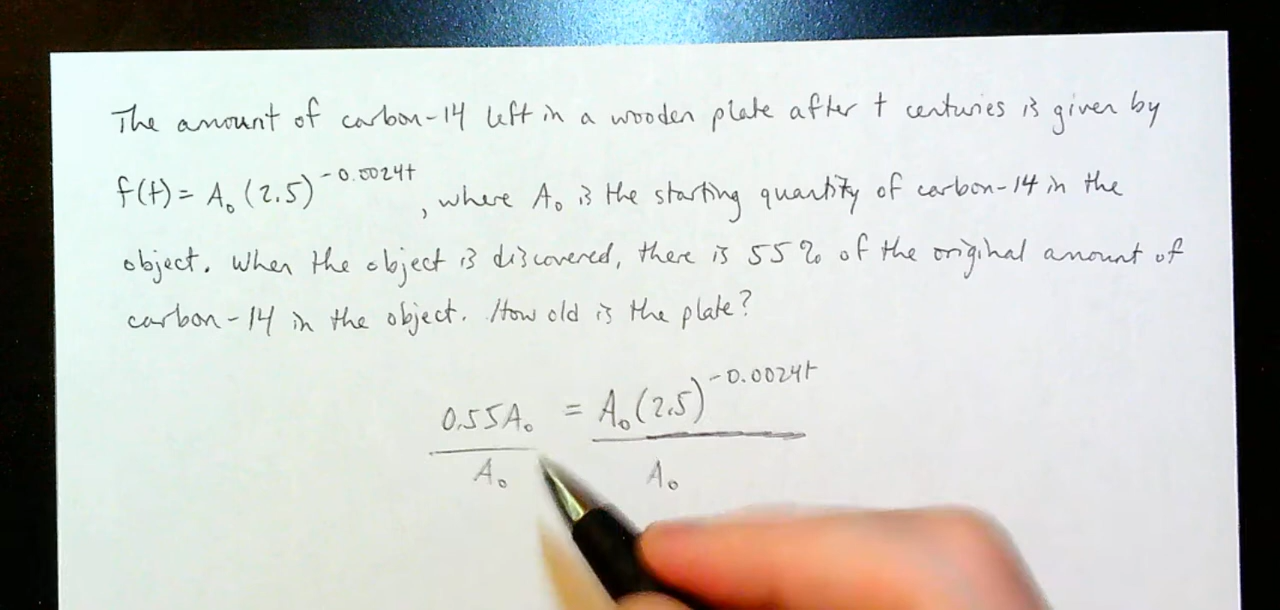 The amount of carbon-14 left in a wooden plate after t centuries is given by
f(t) = A₀(2.5)^-0.0024t, where A₀ is the starting quantity of carbon-14 in the
object. When the object is discovered, there is 55% of the original amount of
carbon-14 in the object. How old is the plate?
0.55A₀ = A₀(2.5)^-0.0024t
A₀ A₀